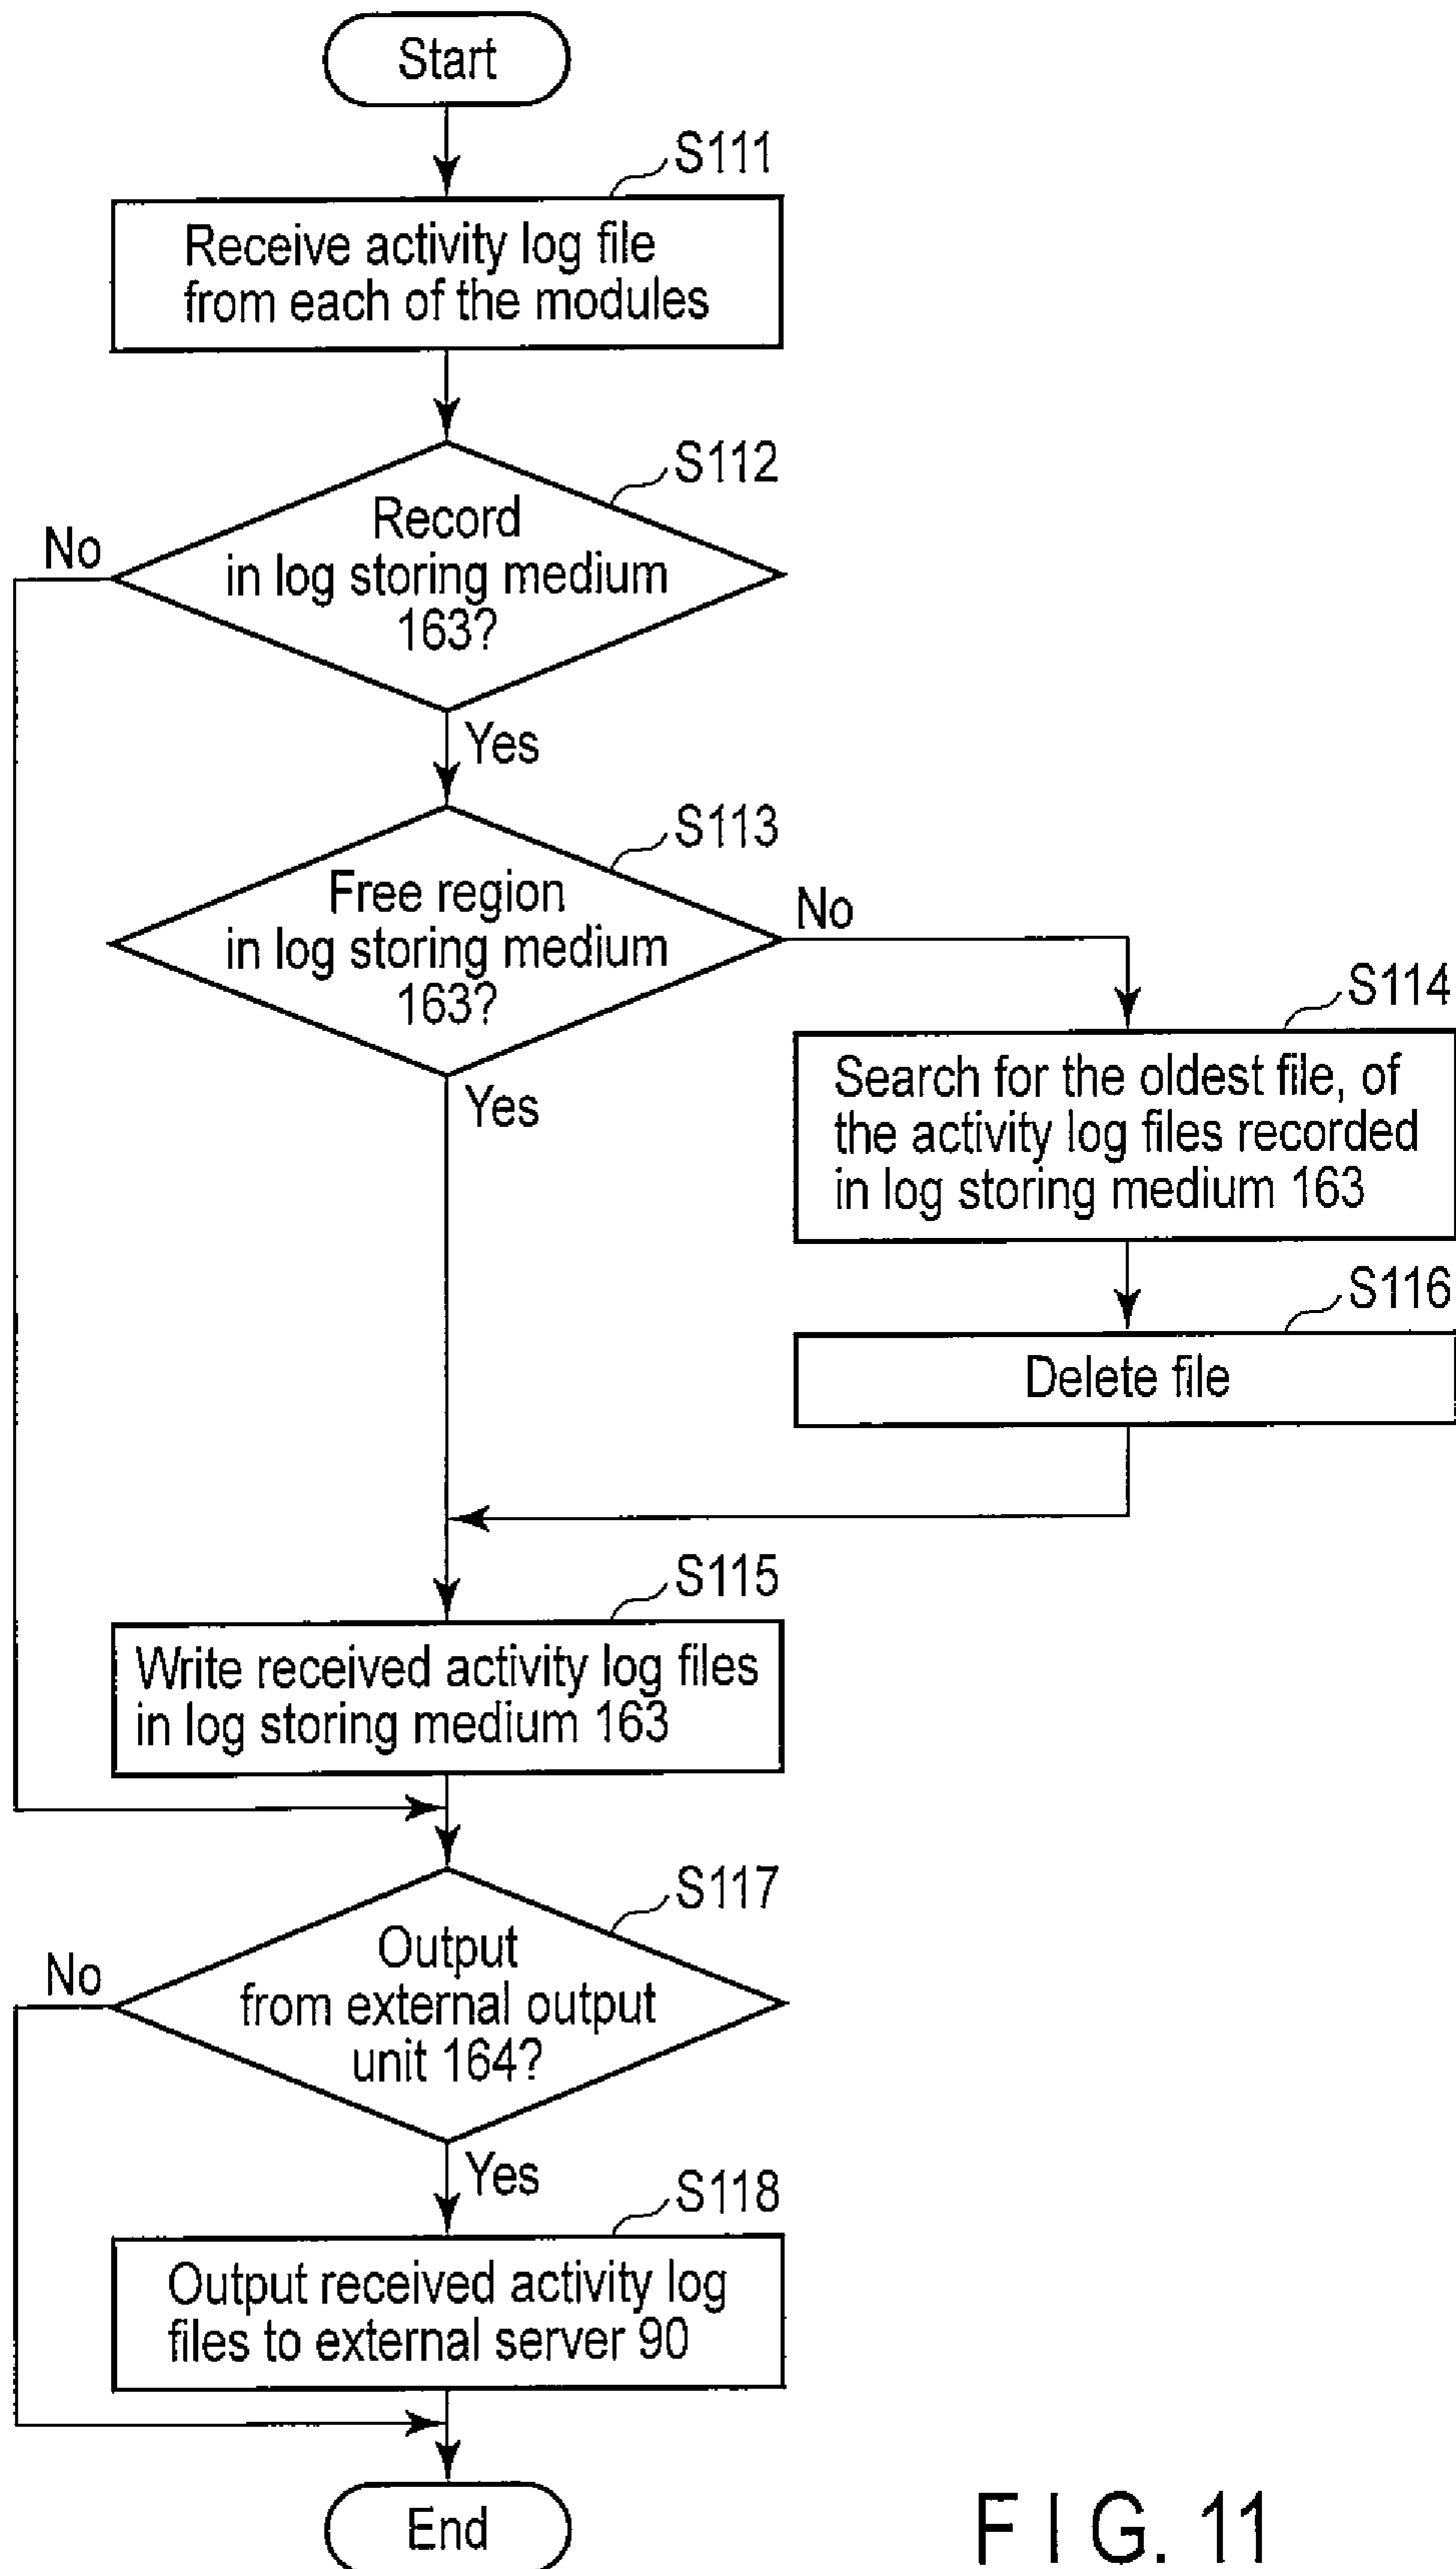 Start
S111
Receive activity log file
from each of the modules
S112
Record
in log storing medium
163?
No
Yes
S113
Free region
in log storing medium
163?
No
Yes
S114
Search for the oldest file, of
the activity log files recorded
in log storing medium 163
S116
Delete file
S115
Write received activity log files
in log storing medium 163
S117
Output
from external output
unit 164?
No
Yes
S118
Output received activity log
files to external server 90
End
FIG. 11